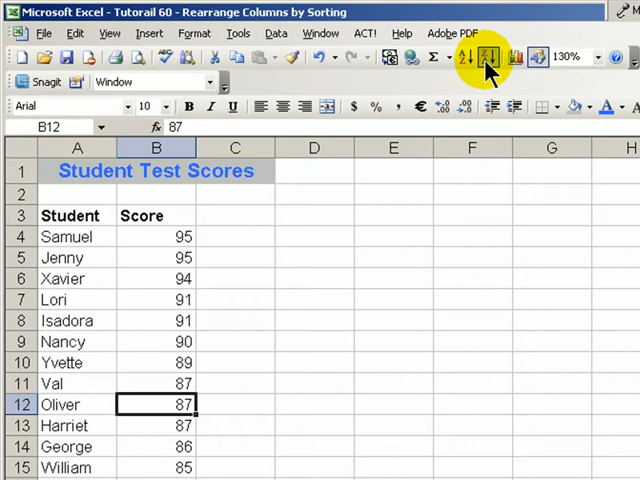 Microsoft Excel - Tutorail 60 - Rearrange Columns by Sorting
File Edit View Insert Format Tools Data Window ACT! Help Adobe PDF
Σ 130%
SnagIt Window
Arial 10 B I U $ % , €
B12 fx 87
A B C D E F G H
1 Student Test Scores
2
3 Student Score
4 Samuel 95
5 Jenny 95
6 Xavier 94
7 Lori 91
8 Isadora 91
9 Nancy 90
10 Yvette 89
11 Val 87
12 Oliver 87
13 Harriet 87
14 George 86
15 William 85